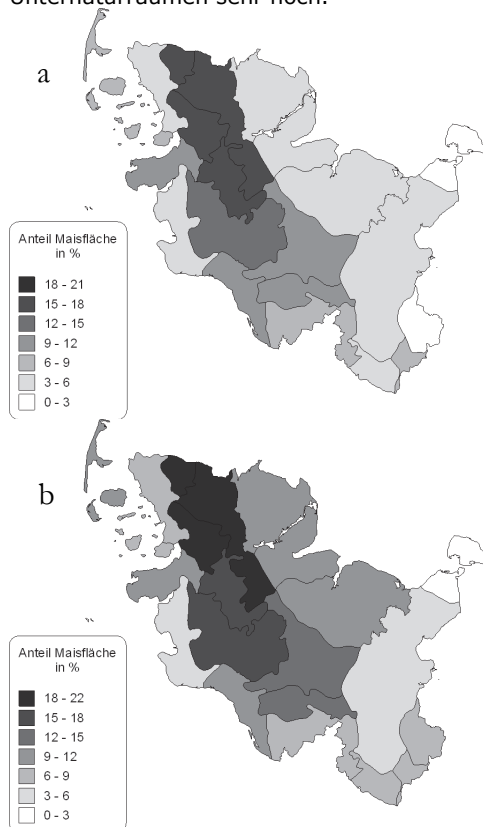 Unternaturräumen sehr hoch.
a
Anteil Maisfläche
in %
18 - 21
15 - 18
12 - 15
9 - 12
6 - 9
3 - 6
0 - 3
b
Anteil Maisfläche
in %
18 - 22
15 - 18
12 - 15
9 - 12
6 - 9
3 - 6
0 - 3